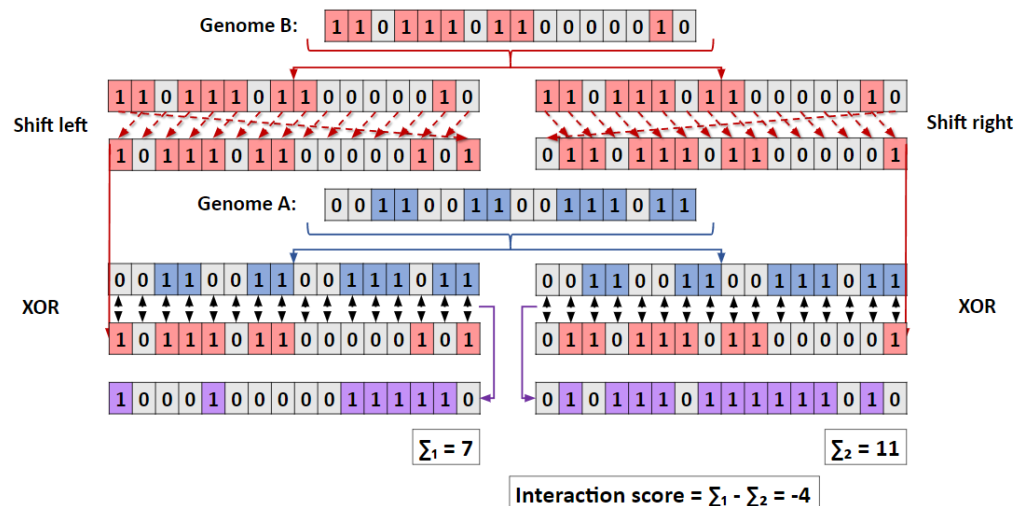 Genome B: 1 1 0 1 1 1 0 1 1 0 0 0 0 0 1 0
1 1 0 1 1 1 0 1 1 0 0 0 0 0 1 0
1 1 0 1 1 1 0 1 1 0 0 0 0 0 1 0
Shift left
Shift right
1 0 1 1 1 0 1 1 0 0 0 0 0 1 0 1
0 1 1 0 1 1 1 0 1 1 0 0 0 0 0 1
Genome A: 0 0 1 1 0 0 1 1 0 0 1 1 1 0 1 1
0 0 1 1 0 0 1 1 0 0 1 1 1 0 1 1
0 0 1 1 0 0 1 1 0 0 1 1 1 0 1 1
XOR
XOR
1 0 1 1 1 0 1 1 0 0 0 0 0 1 0 1
0 1 1 0 1 1 1 0 1 1 0 0 0 0 0 1
1 0 0 0 1 0 0 0 0 0 1 1 1 1 1 0
0 1 0 1 1 1 0 1 1 1 1 1 1 0 1 0
∑₁ = 7
∑₂ = 11
Interaction score = ∑₁ - ∑₂ = -4